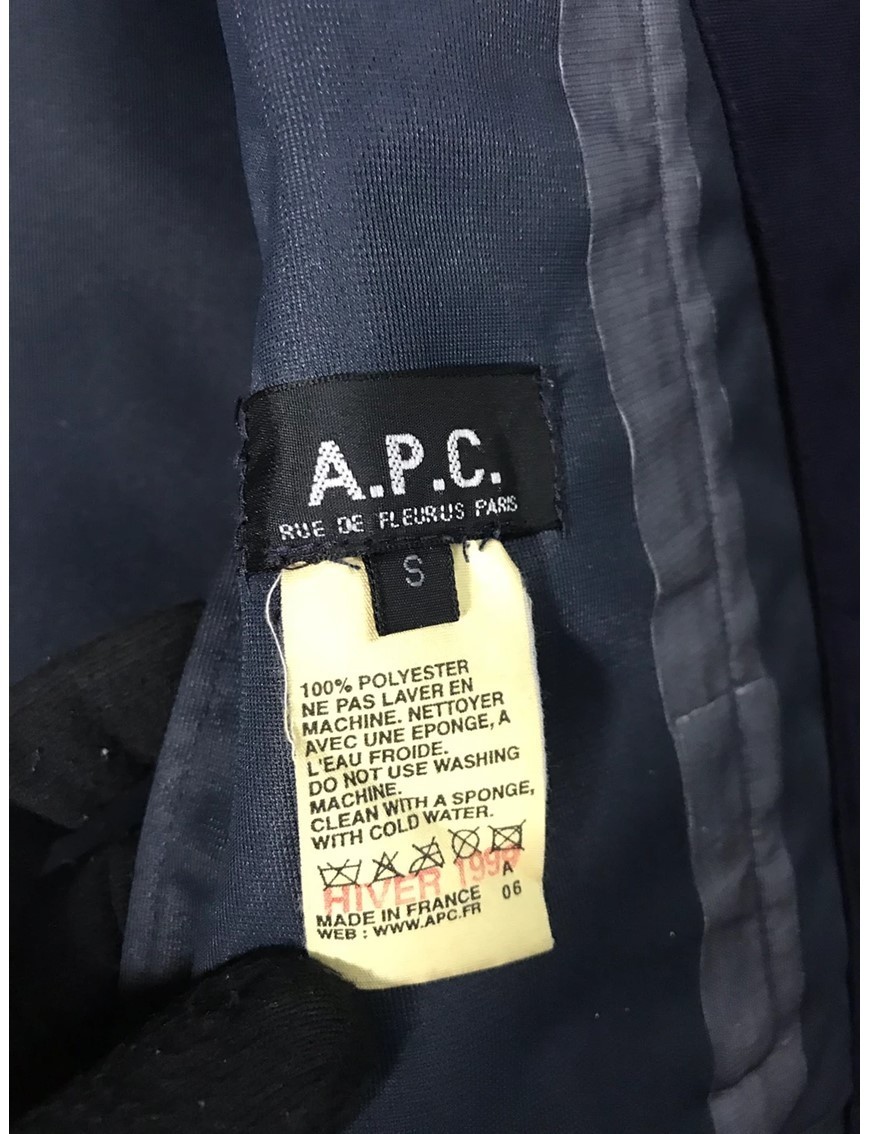 A.P.C.
RUE DE FLEURUS PARIS
S
100% POLYESTER
NE PAS LAVER EN
MACHINE. NETTOYER
AVEC UNE EPONGE, A
L'EAU FROIDE.
DO NOT USE WASHING
MACHINE.
CLEAN WITH A SPONGE,
WITH COLD WATER.
A
HIVER
A
MADE IN FRANCE 06
WEB : WWW.APC.FR